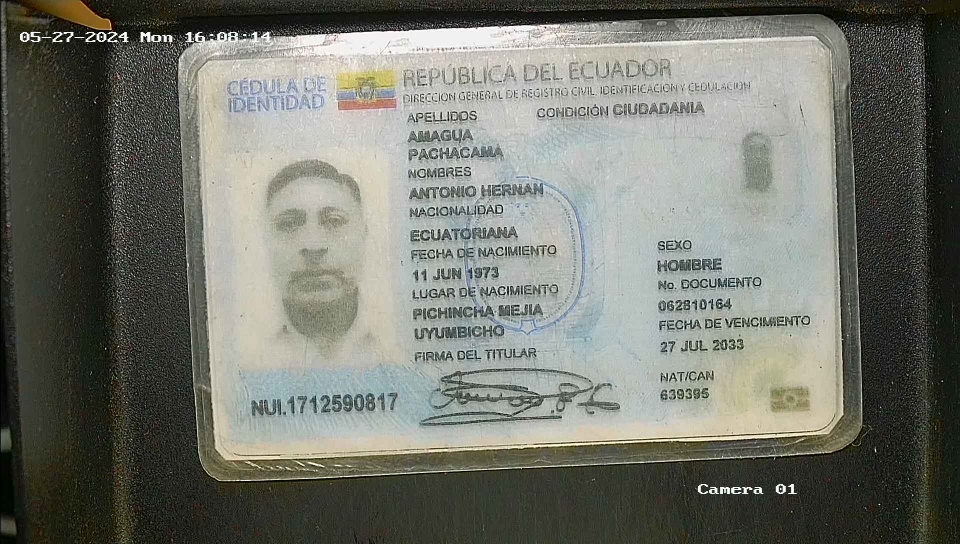 05-27-2024 Mon 16:08:14
CÉDULA DE
IDENTIDAD
REPÚBLICA DEL ECUADOR
DIRECCIÓN GENERAL DE REGISTRO CIVIL, IDENTIFICACIÓN Y CEDULACIÓN
APELLIDOS
CONDICIÓN CIUDADANIA
AMAGUA
PACHACAMA
NOMBRES
ANTONIO HERNAN
NACIONALIDAD
ECUATORIANA
FECHA DE NACIMIENTO
11 JUN 1973
LUGAR DE NACIMIENTO
PICHINCHA MEJIA
UYUMBICHO
FIRMA DEL TITULAR
SEXO
HOMBRE
No. DOCUMENTO
062810164
FECHA DE VENCIMIENTO
27 JUL 2033
NAT/CAN
639395
NUI.1712590817
Camera 01